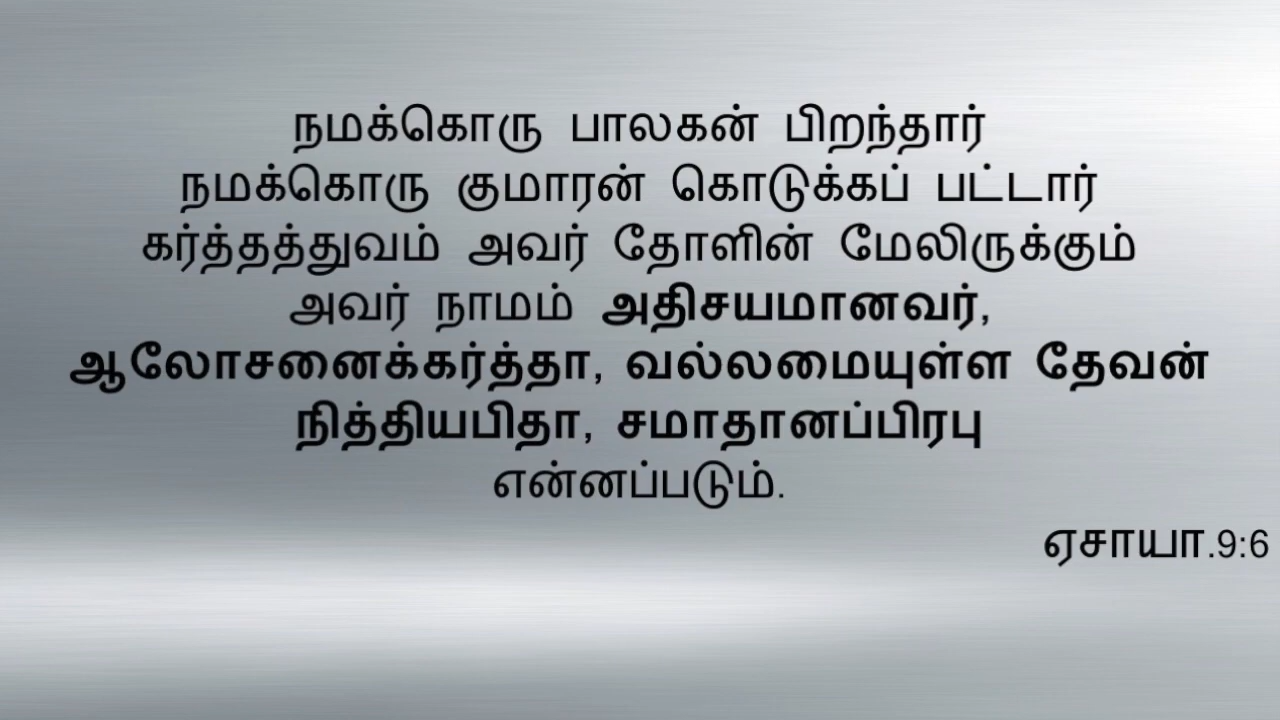 நமக்கொரு பாலகன் பிறந்தார்
நமக்கொரு குமாரன் கொடுக்கப் பட்டார்
கர்த்தத்துவம் அவர் தோளின் மேலிருக்கும்
அவர் நாமம் அதிசயமானவர்,
ஆலோசனைக்கர்த்தா, வல்லமையுள்ள தேவன்
நித்தியபிதா, சமாதானப்பிரபு
என்னப்படும்.
ஏசாயா.9:6